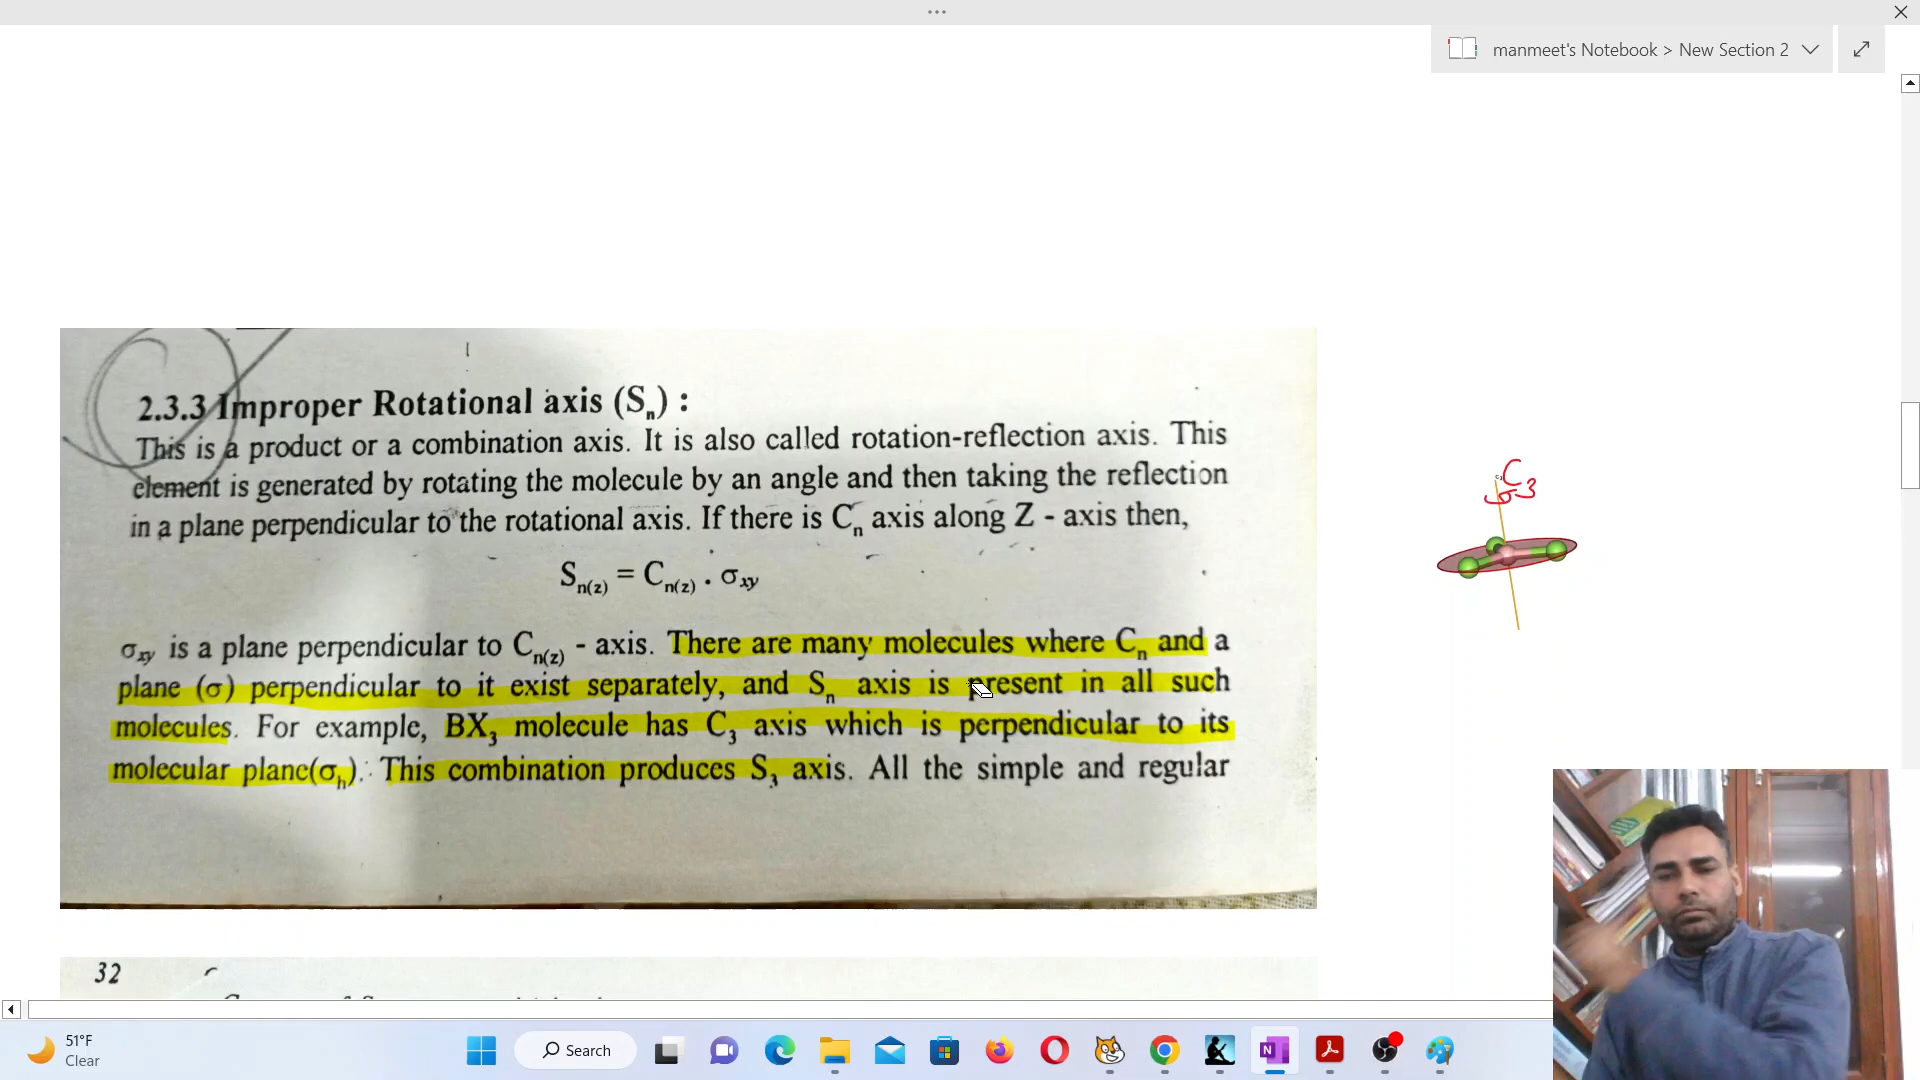 manmeet's Notebook > New Section 2
2.3.3 Improper Rotational axis (Sₙ) :
This is a product or a combination axis. It is also called rotation-reflection axis. This
element is generated by rotating the molecule by an angle and then taking the reflection
in a plane perpendicular to the rotational axis. If there is Cₙ axis along Z - axis then,
Sₙ₍z₎ = Cₙ₍z₎ . σxy
σxy is a plane perpendicular to Cₙ₍z₎ - axis. There are many molecules where Cₙ and a
plane (σ) perpendicular to it exist separately, and Sₙ axis is present in all such
molecules. For example, BX₃ molecule has C₃ axis which is perpendicular to its
molecular plane(σₕ). This combination produces S₃ axis. All the simple and regular
C₃
32
51°F
Clear
Search